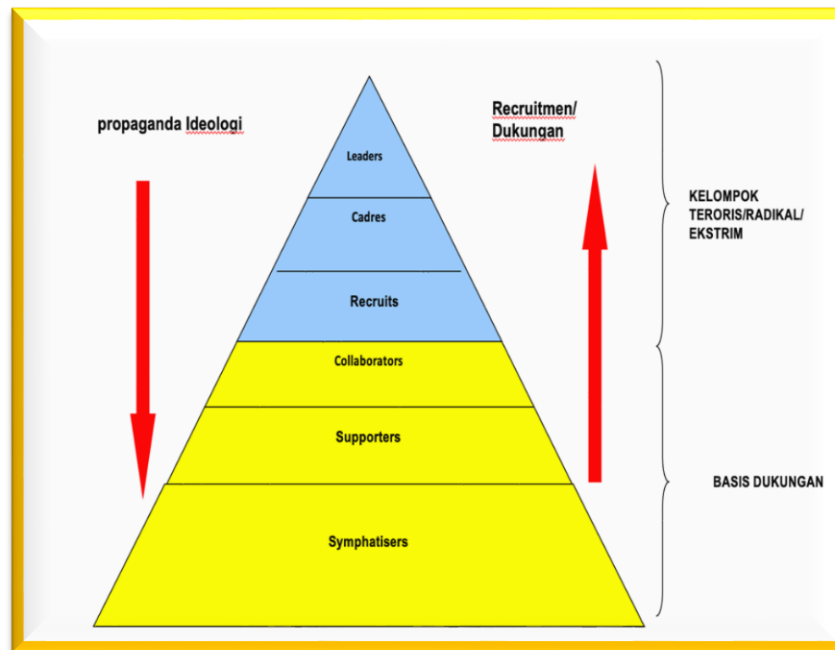 propaganda Ideologi
Recruitmen/
Dukungan
Leaders
Cadres
Recruits
Collaborators
Supporters
Symphatisers
KELOMPOK
TERORIS/RADIKAL/
EKSTRIM
BASIS DUKUNGAN